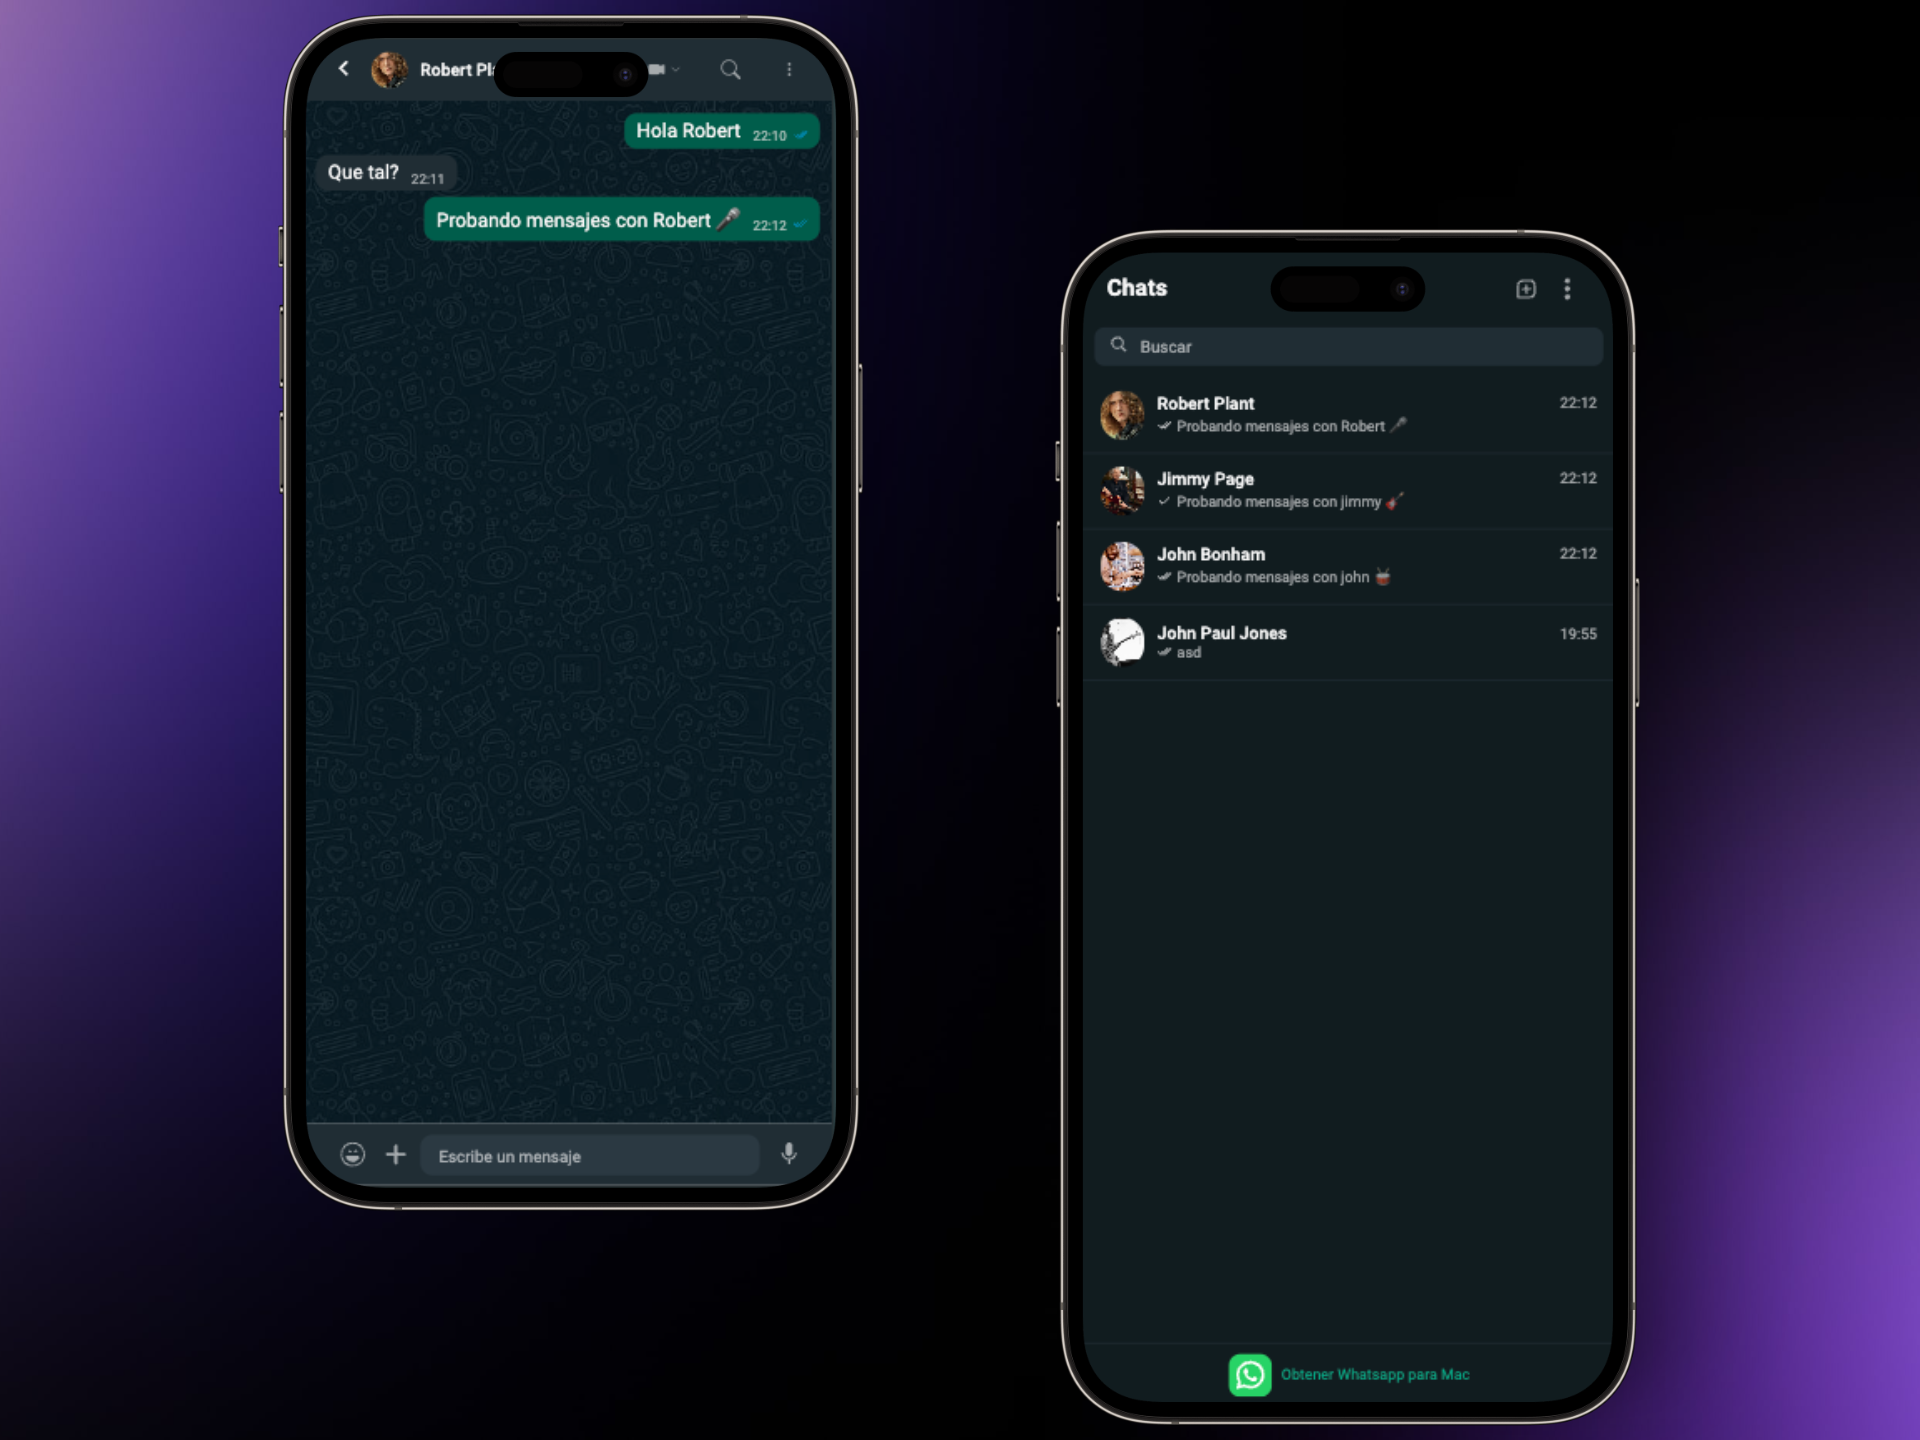 Robert Pla
Hola Robert 22:10
Que tal? 22:11
Probando mensajes con Robert 🎤 22:12
Escribe un mensaje
Chats
Buscar
Robert Plant 22:12
Probando mensajes con Robert 🎤
Jimmy Page 22:12
Probando mensajes con jimmy 🎸
John Bonham 22:12
Probando mensajes con john 🥁
John Paul Jones 19:55
asd
Obtener Whatsapp para Mac